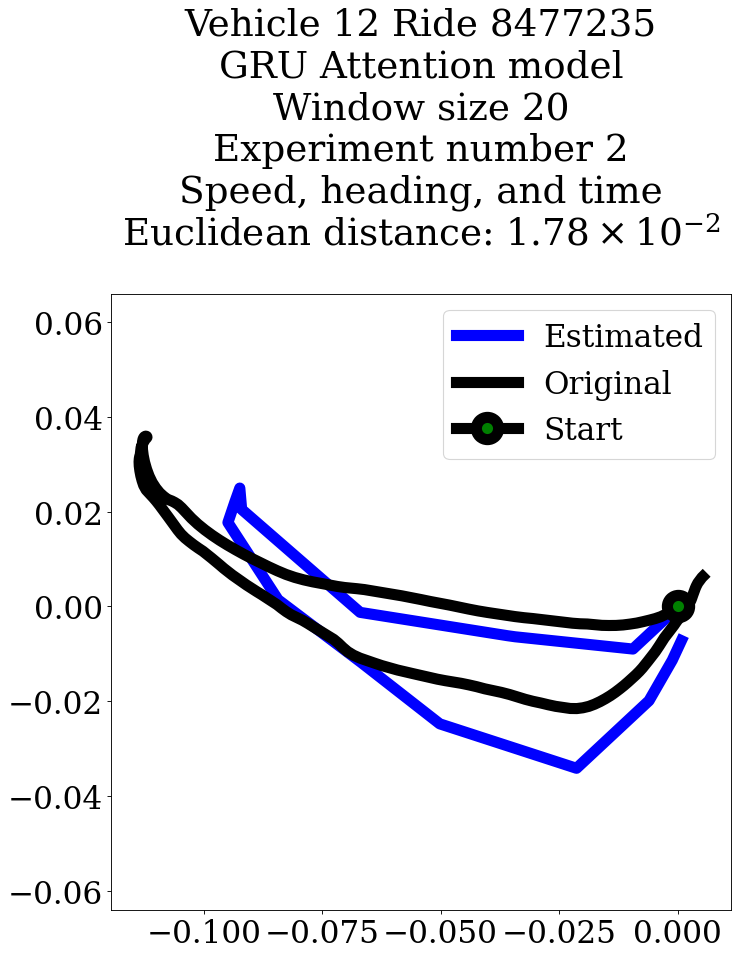 Vehicle 12 Ride 8477235
GRU Attention model
Window size 20
Experiment number 2
Speed, heading, and time
Euclidean distance: 1.78 × 10⁻²
Estimated
Original
Start
0.06
0.04
0.02
0.00
−0.02
−0.04
−0.06
−0.100 −0.075 −0.050 −0.025 0.000